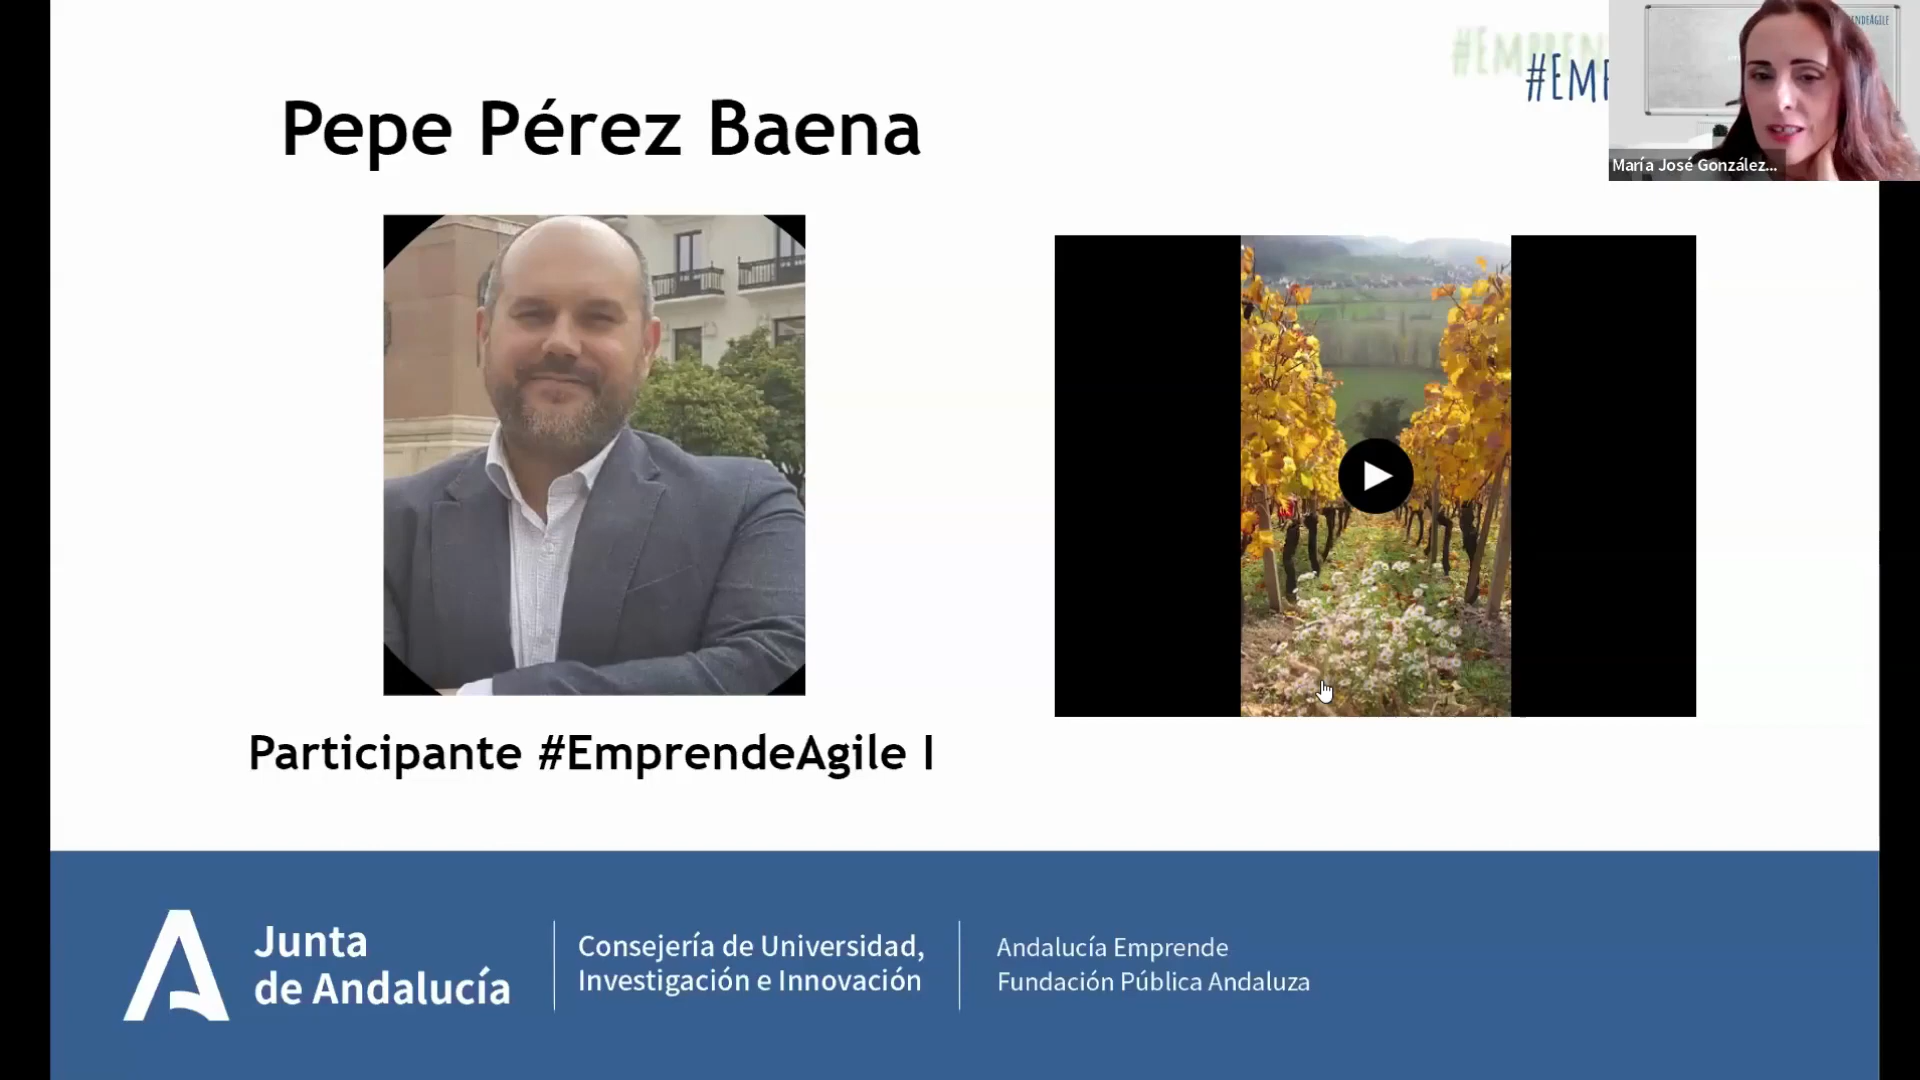 Pepe Pérez Baena
María José González...
Participante #EmprendeAgile I
Junta
de Andalucía
Consejería de Universidad,
Investigación e Innovación
Andalucía Emprende
Fundación Pública Andaluza